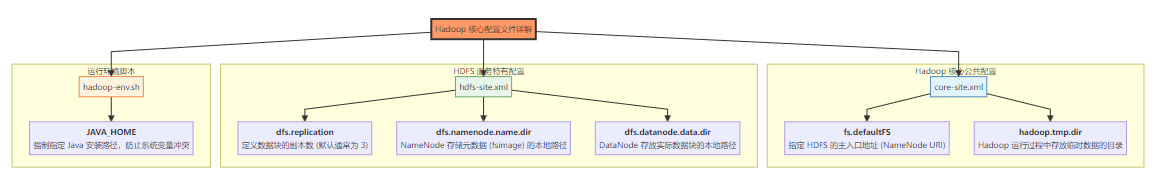 Hadoop 核心配置文件详解
运行环境脚本
HDFS 服务特有配置
Hadoop 核心公共配置
hadoop-env.sh
hdfs-site.xml
core-site.xml
JAVA_HOME
强制指定 Java 安装路径，防止系统变量冲突
dfs.replication
定义数据块的副本数 (默认通常为 3)
dfs.namenode.name.dir
NameNode 存储元数据 (fsimage) 的本地路径
dfs.datanode.data.dir
DataNode 存放实际数据块的本地路径
fs.defaultFS
指定 HDFS 的主入口地址 (NameNode URI)
hadoop.tmp.dir
Hadoop 运行过程中存放临时数据的目录